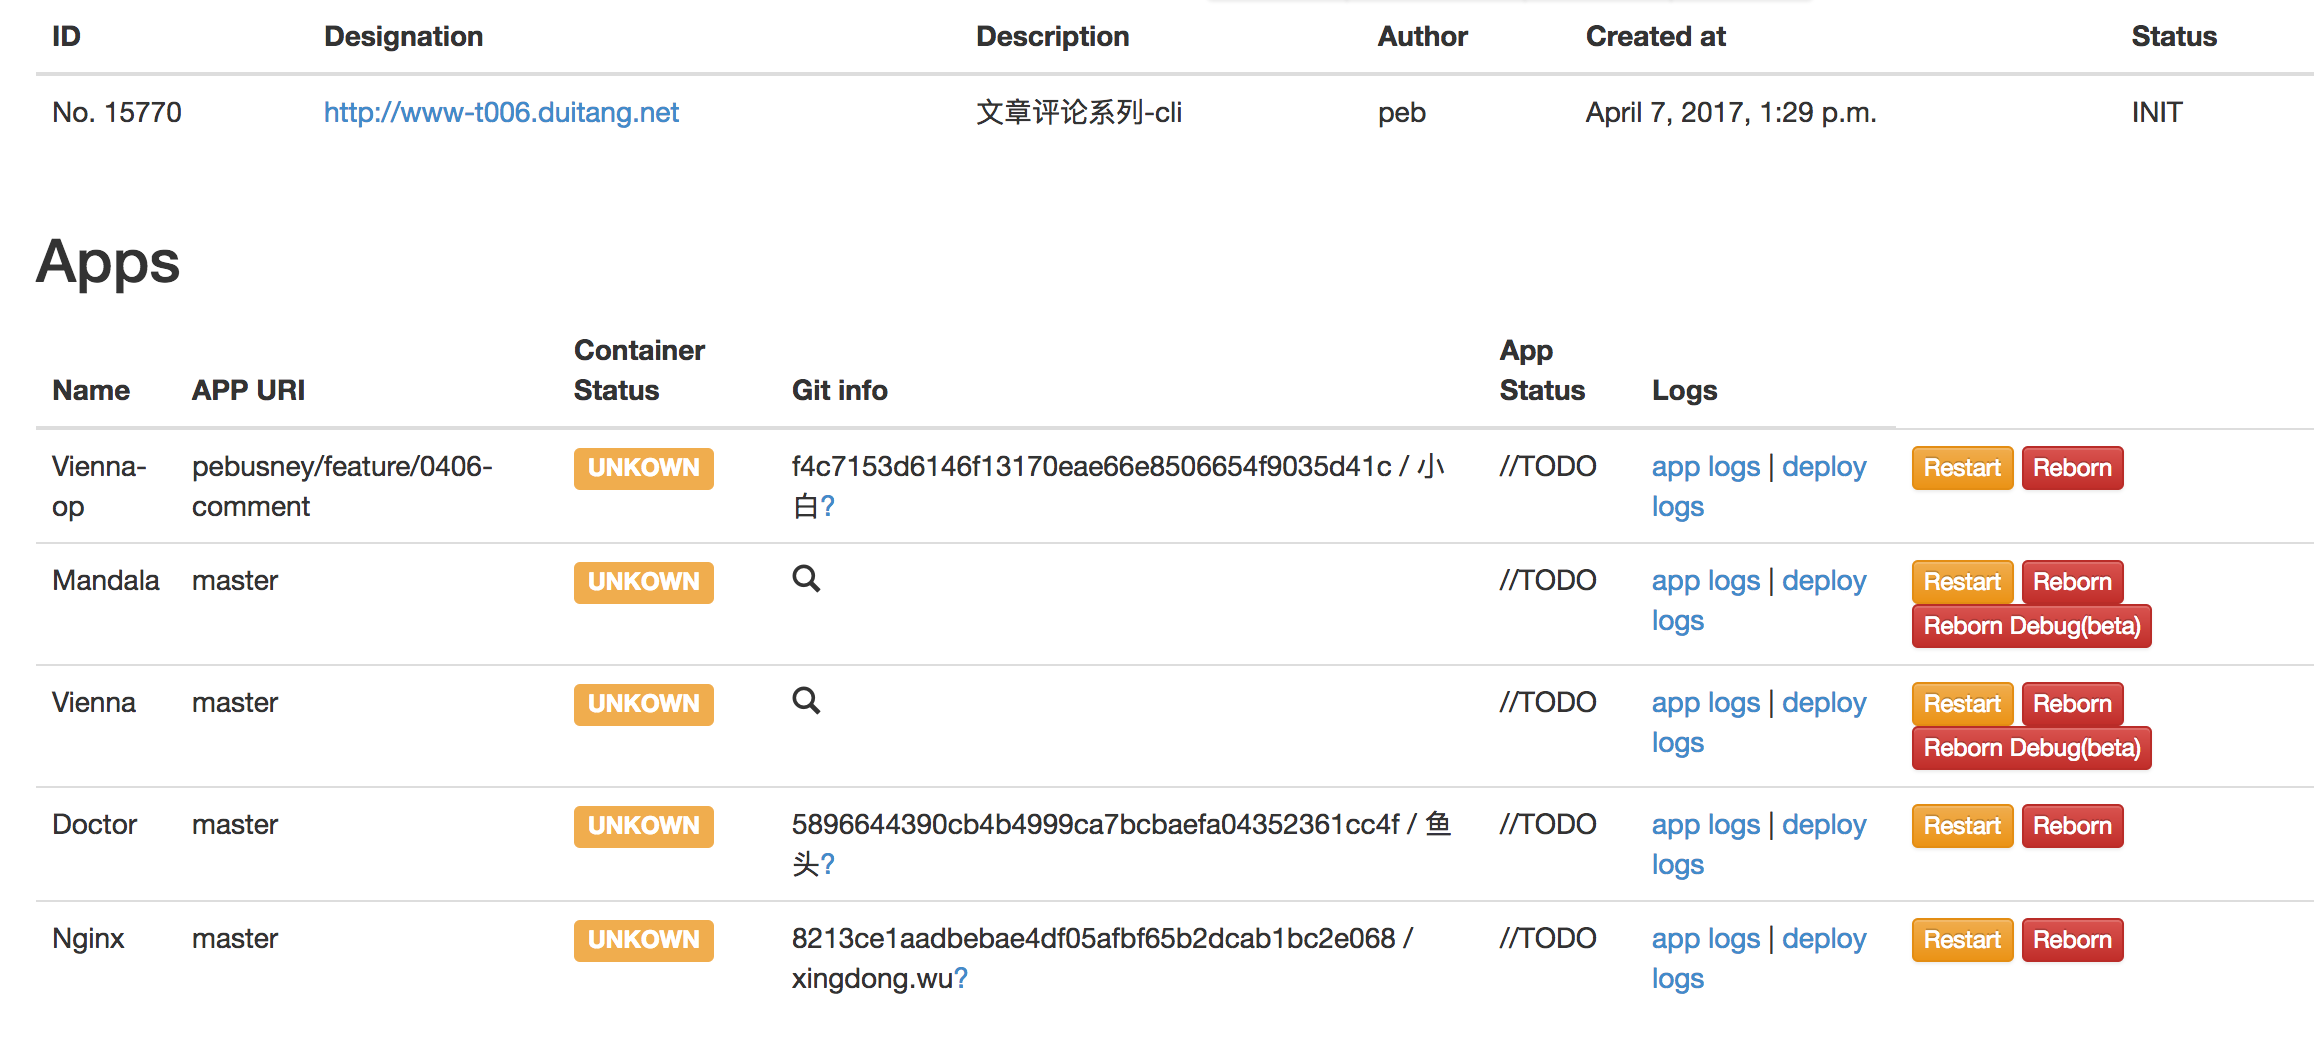 ID Designation Description Author Created at Status
No. 15770 http://www-t006.duitang.net 文章评论系列-cli peb April 7, 2017, 1:29 p.m. INIT
Apps
Container App
Name APP URI Status Git info Status Logs
Vienna- pebusney/feature/0406- UNKOWN f4c7153d6146f13170eae66e8506654f9035d41c / 小 //TODO app logs | deploy Restart Reborn
op comment 白? logs
Mandala master UNKOWN //TODO app logs | deploy Restart Reborn
logs Reborn Debug(beta)
Vienna master UNKOWN //TODO app logs | deploy Restart Reborn
logs Reborn Debug(beta)
Doctor master UNKOWN 5896644390cb4b4999ca7bcbaefa04352361cc4f / 鱼 //TODO app logs | deploy Restart Reborn
头? logs
Nginx master UNKOWN 8213ce1aadbebae4df05afbf65b2dcab1bc2e068 / //TODO app logs | deploy Restart Reborn
xingdong.wu? logs